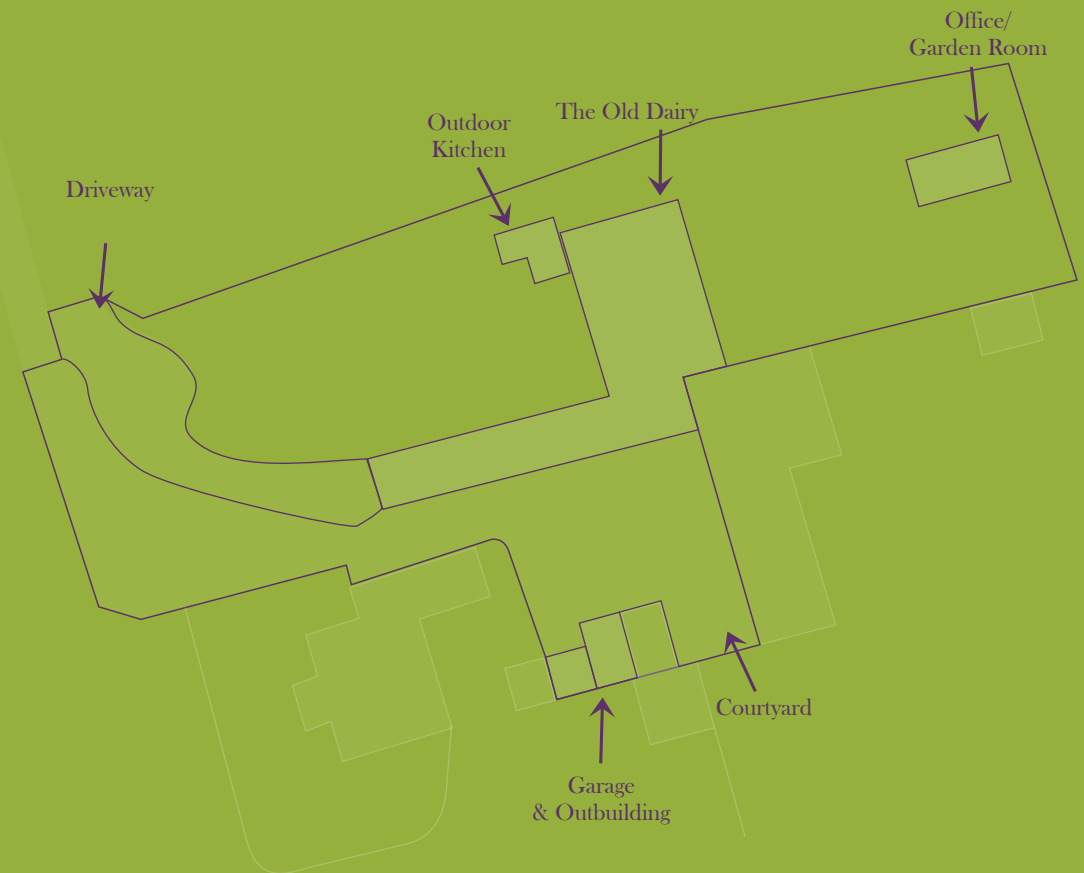 Office/
Garden Room
The Old Dairy
Outdoor
Kitchen
Driveway
Courtyard
Garage
& Outbuilding